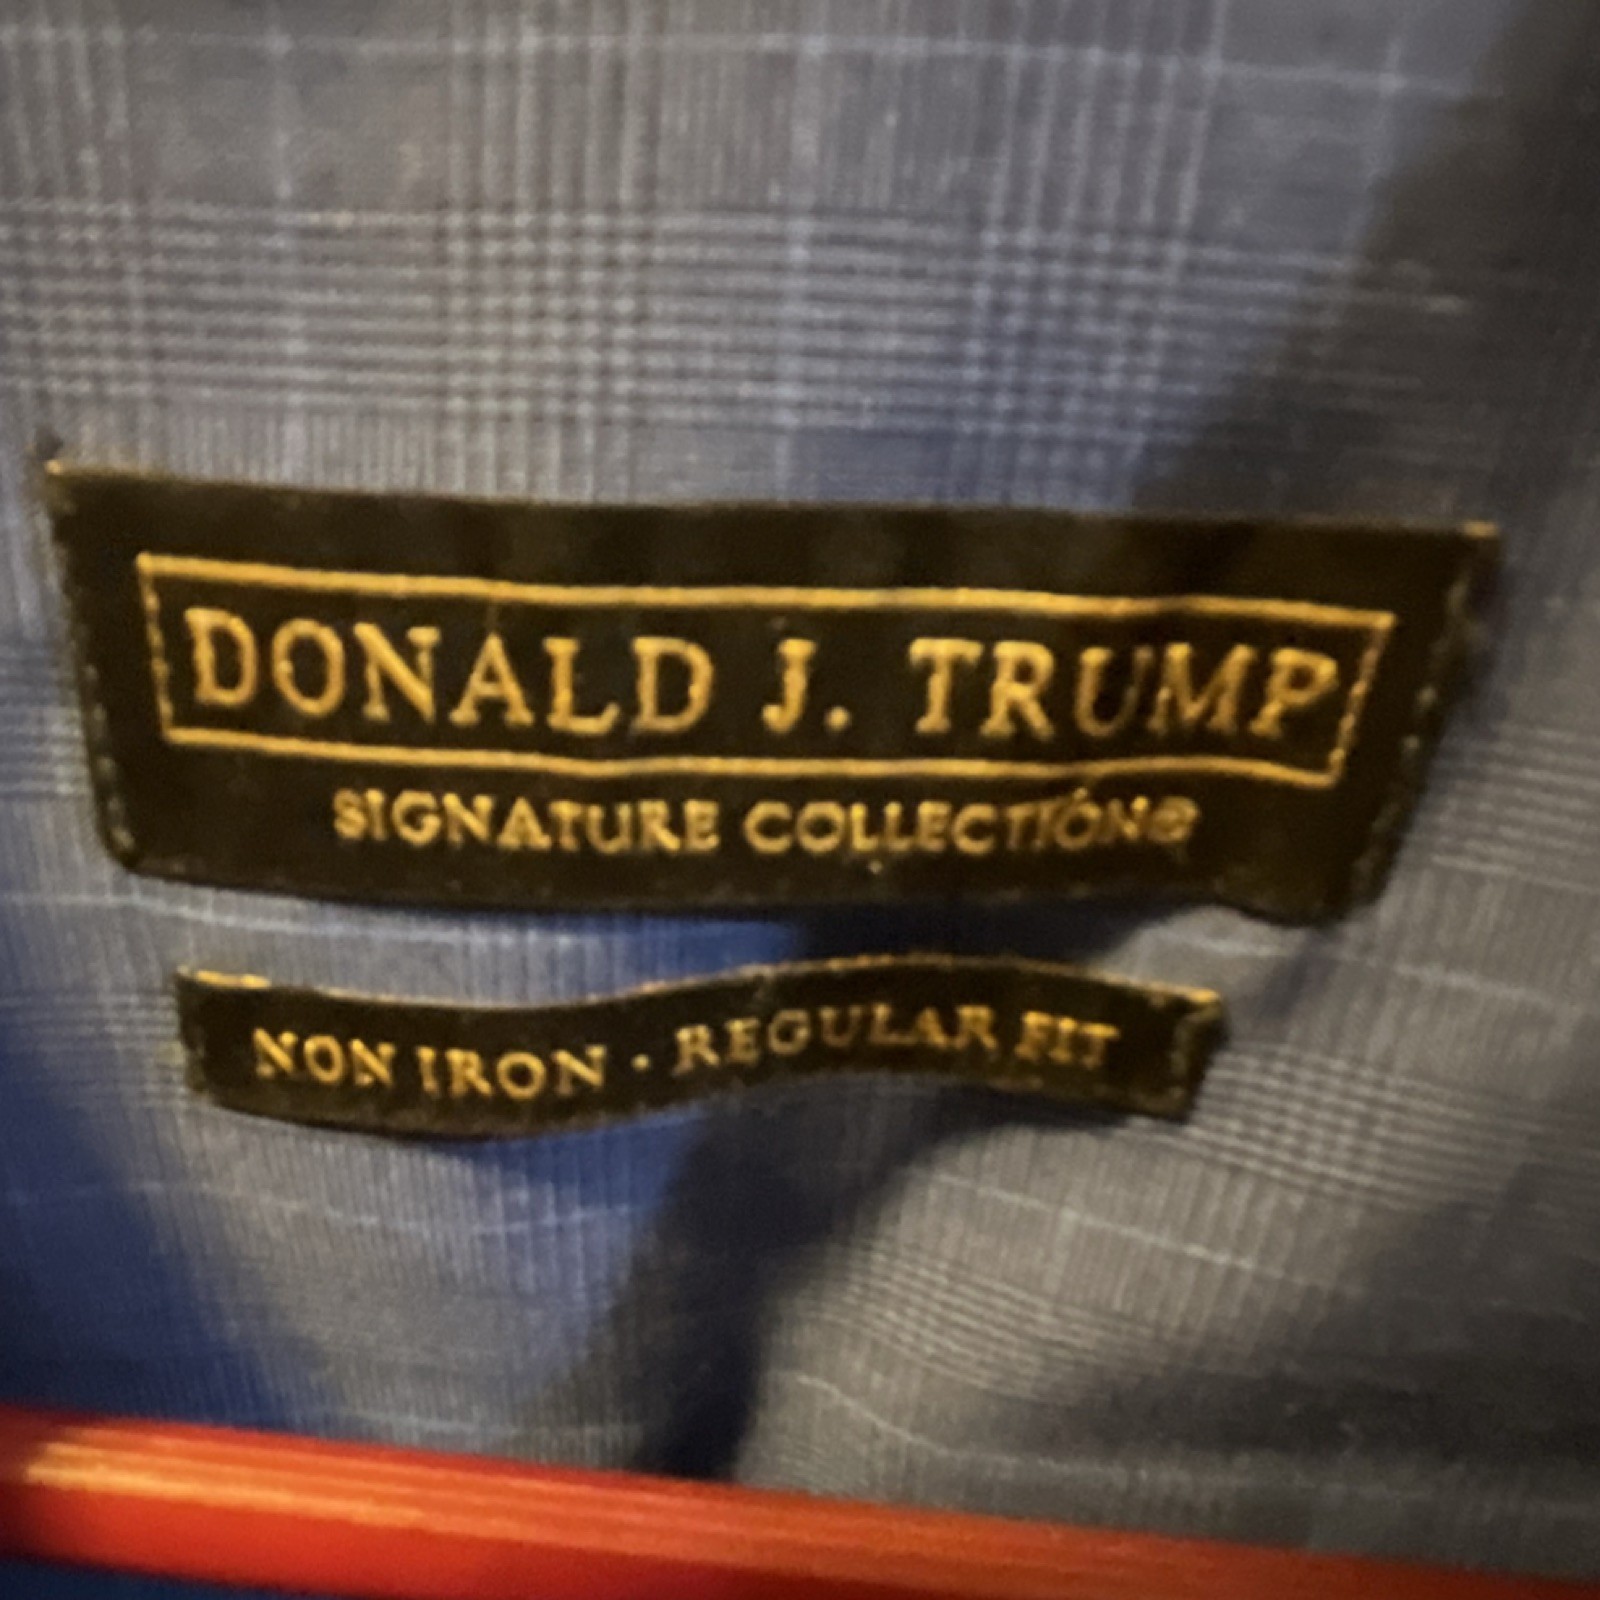 DONALD J. TRUMP
SIGNATURE COLLECTION®
NON IRON · REGULAR FIT